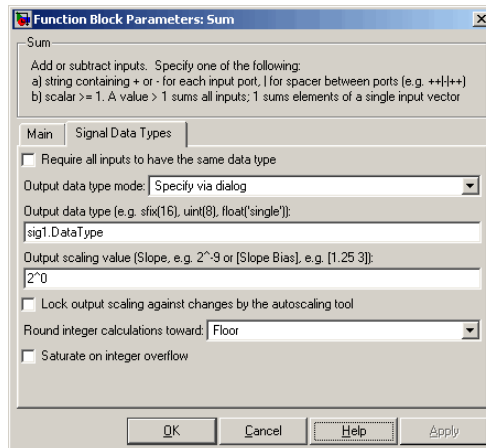 Function Block Parameters: Sum
Sum
Add or subtract inputs. Specify one of the following:
a) string containing + or - for each input port, | for spacer between ports (e.g. ++|-|++)
b) scalar >= 1. A value > 1 sums all inputs; 1 sums elements of a single input vector
Main Signal Data Types
Require all inputs to have the same data type
Output data type mode: Specify via dialog
Output data type (e.g. sfix(16), uint(8), float('single')):
sig1.DataType
Output scaling value (Slope, e.g. 2^-9 or [Slope Bias], e.g. [1.25 3]):
2^0
Lock output scaling against changes by the autoscaling tool
Round integer calculations toward: Floor
Saturate on integer overflow
OK Cancel Help Apply